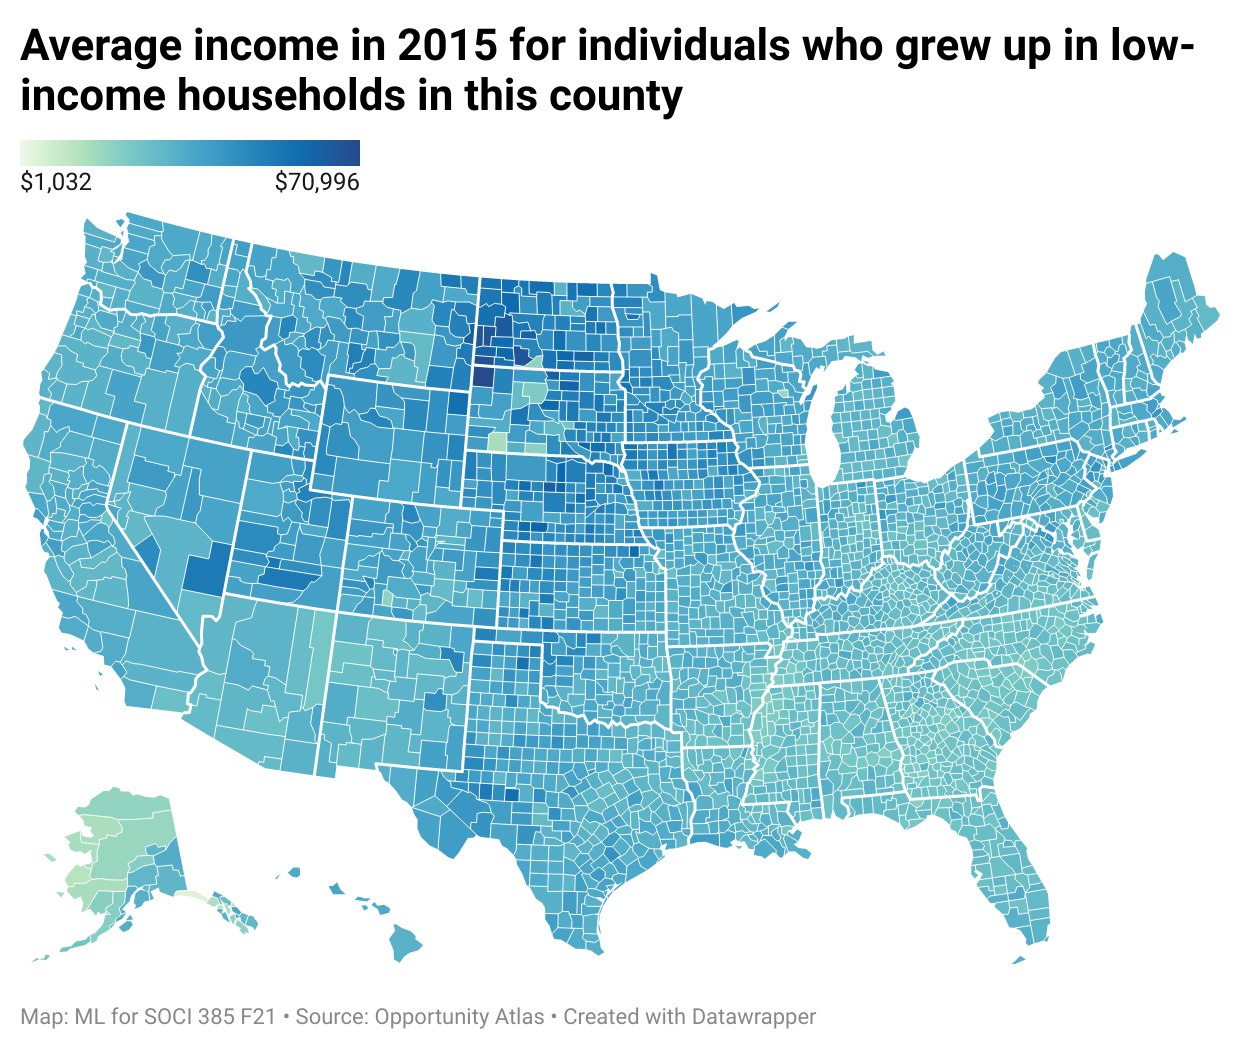 Average income in 2015 for individuals who grew up in low-
income households in this county
$1,032 $70,996
Map: ML for SOCI 385 F21 • Source: Opportunity Atlas • Created with Datawrapper